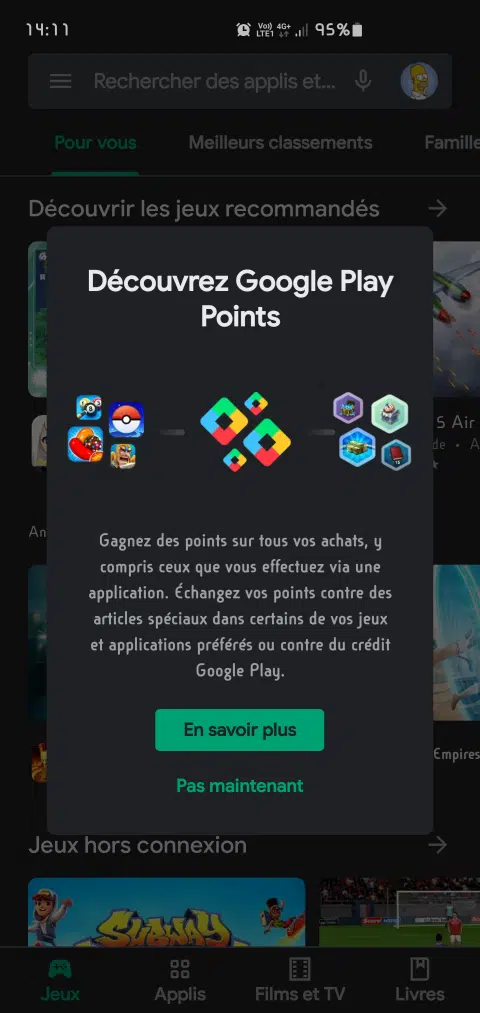 14:11
Vo)) 4G+
LTE1
95%
Rechercher des applis et...
Pour vous
Meilleurs classements
Famille
Découvrir les jeux recommandés
Découvrez Google Play
Points
S Air
de • A
An
Gagnez des points sur tous vos achats, y
compris ceux que vous effectuez via une
application. Échangez vos points contre des
articles spéciaux dans certains de vos jeux
et applications préférés ou contre du crédit
Google Play.
En savoir plus
Empires
Pas maintenant
Jeux hors connexion
SUBWAY
Jeux
Applis
Films et TV
Livres